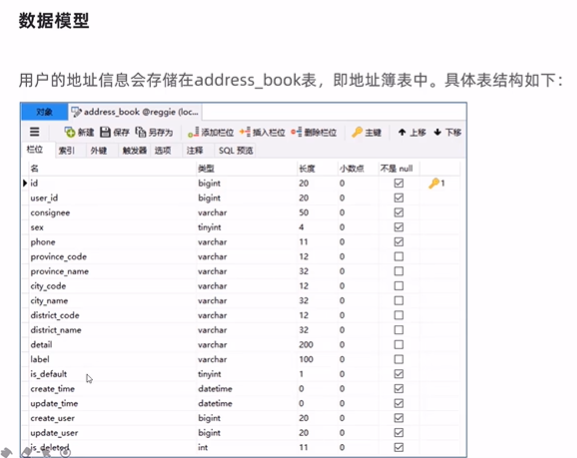 数据模型
用户的地址信息会存储在address_book表，即地址簿表中。具体表结构如下：
对象 address_book @reggie (loc...
新建 保存 另存为 添加栏位 插入栏位 删除栏位 主键 上移 下移
栏位 索引 外键 触发器 选项 注释 SQL 预览
名 类型 长度 小数点 不是 null
id bigint 20 0 1
user_id bigint 20 0
consignee varchar 50 0
sex tinyint 4 0
phone varchar 11 0
province_code varchar 12 0
province_name varchar 32 0
city_code varchar 12 0
city_name varchar 32 0
district_code varchar 12 0
district_name varchar 32 0
detail varchar 200 0
label varchar 100 0
is_default tinyint 1 0
create_time datetime 0 0
update_time datetime 0 0
create_user bigint 20 0
update_user bigint 20 0
is_deleted int 11 0